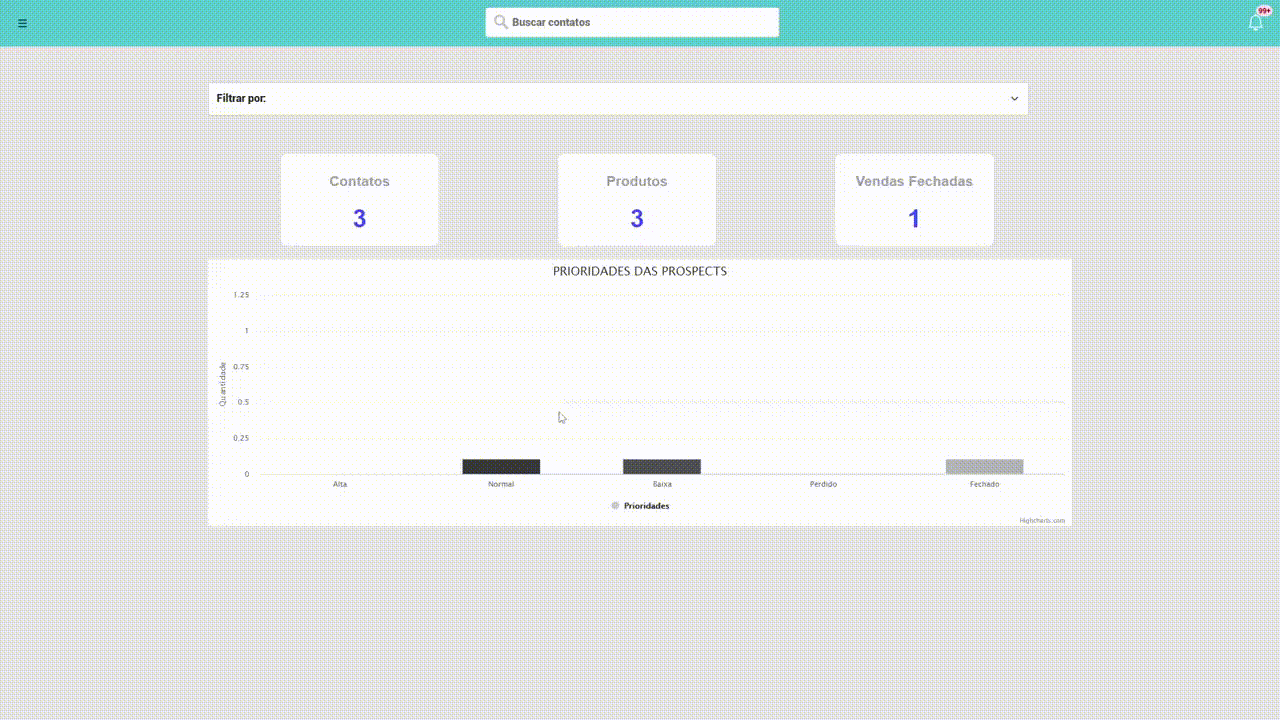 ☰
Buscar contatos
99+
Filtrar por:
Contatos
3
Produtos
3
Vendas Fechadas
1
PRIORIDADES DAS PROSPECTS
Quantidade
1.25
1
0.75
0.5
0.25
0
Alta
Normal
Baixa
Perdido
Fechado
Prioridades
Highcharts.com